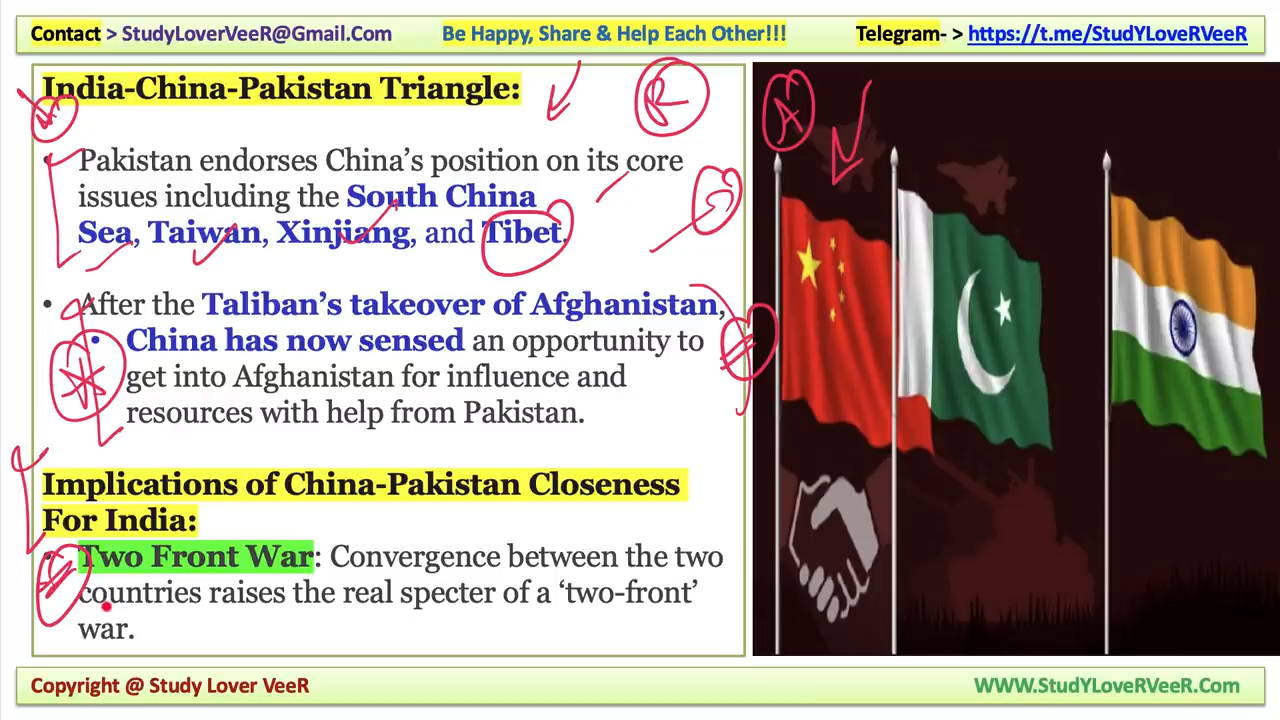 Contact > StudyLoverVeeR@Gmail.Com Be Happy, Share & Help Each Other!!! Telegram- > https://t.me/StudYLoveRVeeR
India-China-Pakistan Triangle:
• Pakistan endorses China's position on its core
issues including the South China
Sea, Taiwan, Xinjiang, and Tibet.
• After the Taliban's takeover of Afghanistan,
• China has now sensed an opportunity to
get into Afghanistan for influence and
resources with help from Pakistan.
Implications of China-Pakistan Closeness
For India:
• Two Front War: Convergence between the two
countries raises the real specter of a 'two-front'
war.
R
A
Copyright @ Study Lover VeeR WWW.StudYLoveRVeeR.Com